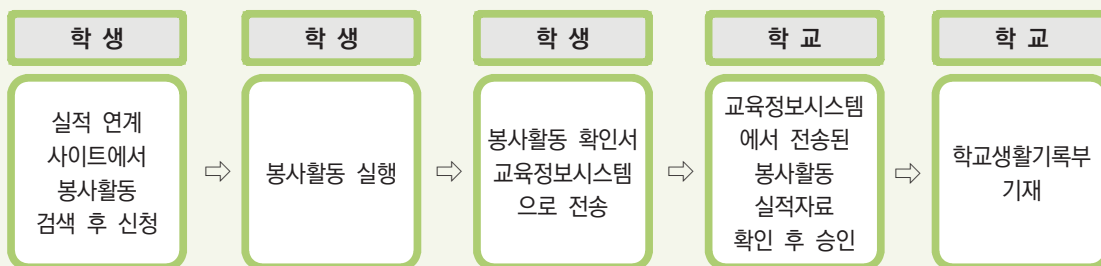 학 생
학 생
학 생
학 교
학 교
실적 연계
사이트에서
봉사활동
검색 후 신청
⇨
봉사활동 실행
⇨
봉사활동 확인서
교육정보시스템
으로 전송
⇨
교육정보시스템
에서 전송된
봉사활동
실적자료
확인 후 승인
⇨
학교생활기록부
기재